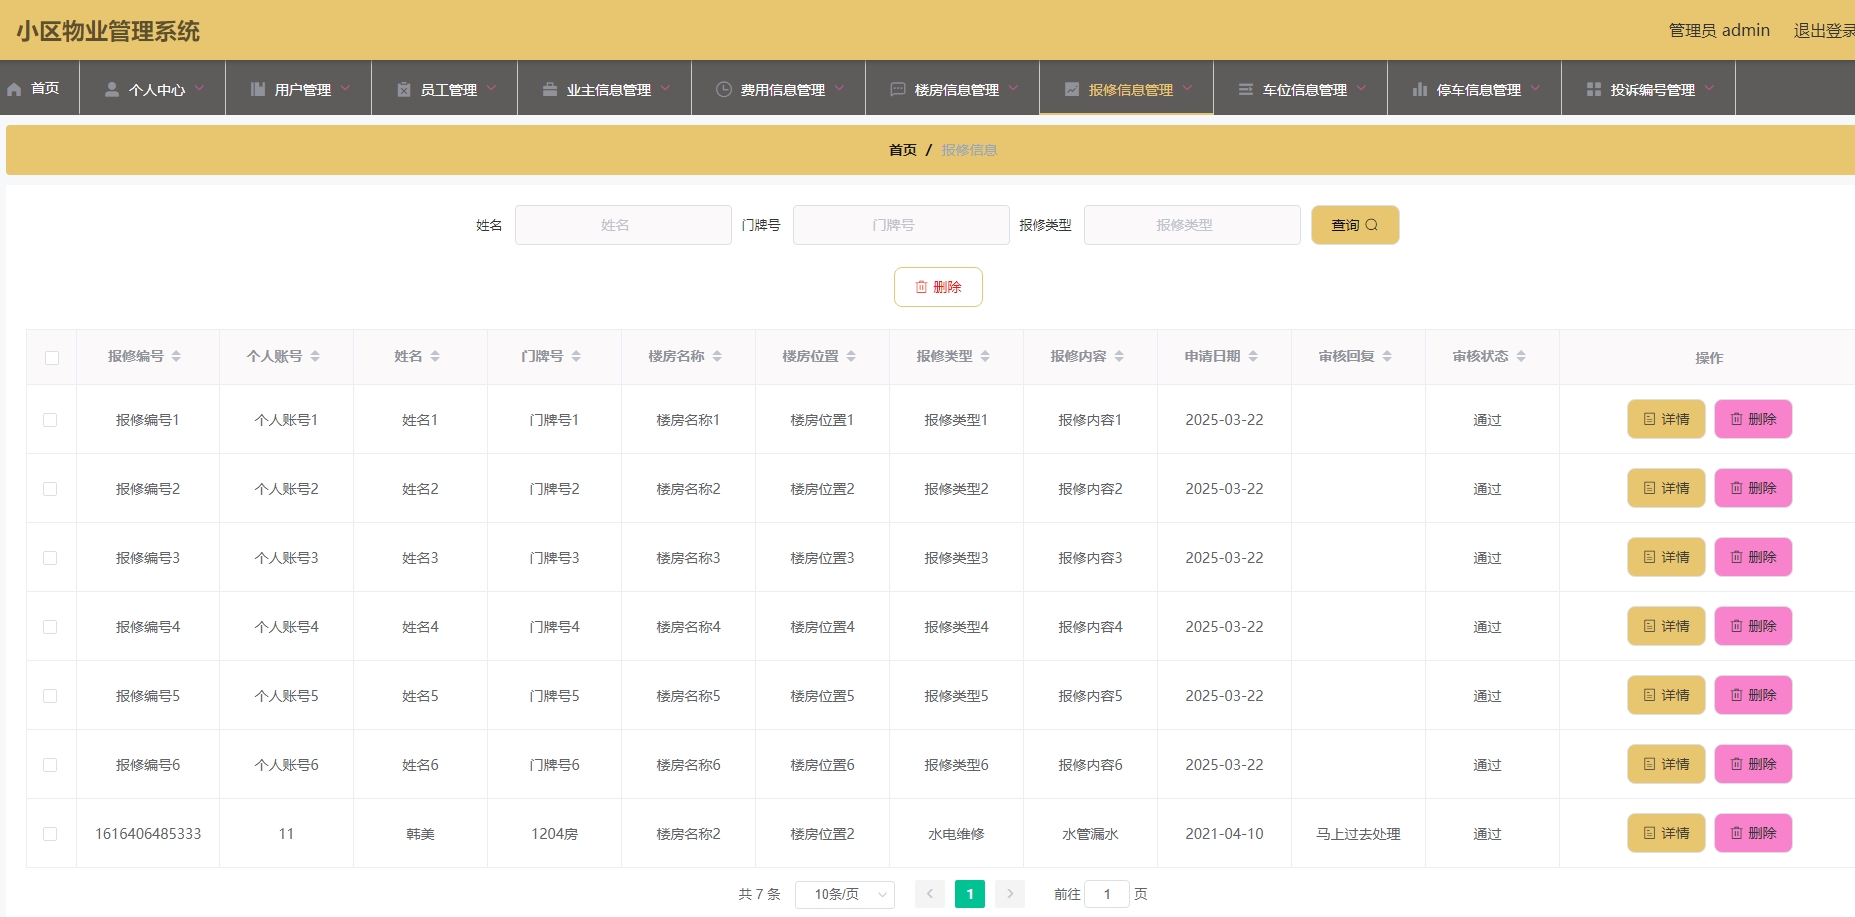 小区物业管理系统 管理员 admin 退出登录
首页 个人中心 用户管理 员工管理 业主信息管理 费用信息管理 楼房信息管理 报修信息管理 车位信息管理 停车信息管理 投诉编号管理
首页 / 报修信息
姓名 姓名 门牌号 门牌号 报修类型 报修类型 查询
删除
报修编号 个人账号 姓名 门牌号 楼房名称 楼房位置 报修类型 报修内容 申请日期 审核回复 审核状态 操作
报修编号1 个人账号1 姓名1 门牌号1 楼房名称1 楼房位置1 报修类型1 报修内容1 2025-03-22 通过 详情 删除
报修编号2 个人账号2 姓名2 门牌号2 楼房名称2 楼房位置2 报修类型2 报修内容2 2025-03-22 通过 详情 删除
报修编号3 个人账号3 姓名3 门牌号3 楼房名称3 楼房位置3 报修类型3 报修内容3 2025-03-22 通过 详情 删除
报修编号4 个人账号4 姓名4 门牌号4 楼房名称4 楼房位置4 报修类型4 报修内容4 2025-03-22 通过 详情 删除
报修编号5 个人账号5 姓名5 门牌号5 楼房名称5 楼房位置5 报修类型5 报修内容5 2025-03-22 通过 详情 删除
报修编号6 个人账号6 姓名6 门牌号6 楼房名称6 楼房位置6 报修类型6 报修内容6 2025-03-22 通过 详情 删除
1616406485333 11 韩美 1204房 楼房名称2 楼房位置2 水电维修 水管漏水 2021-04-10 马上过去处理 通过 详情 删除
共 7 条 10条/页 1 前往 1 页